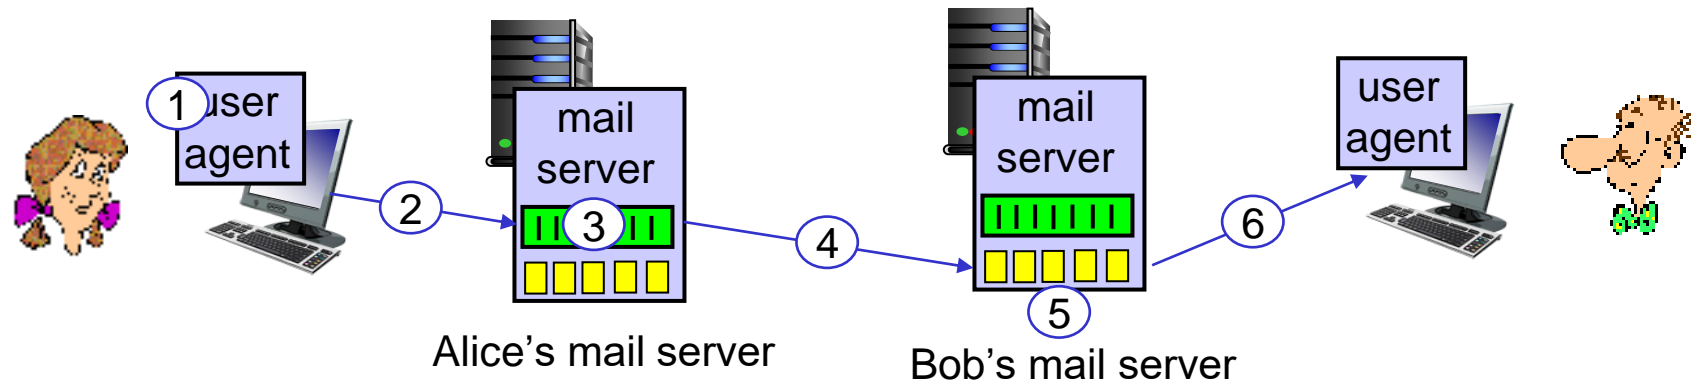 1
user
agent
2
mail
server
3
Alice's mail server
4
mail
server
5
Bob's mail server
6
user
agent